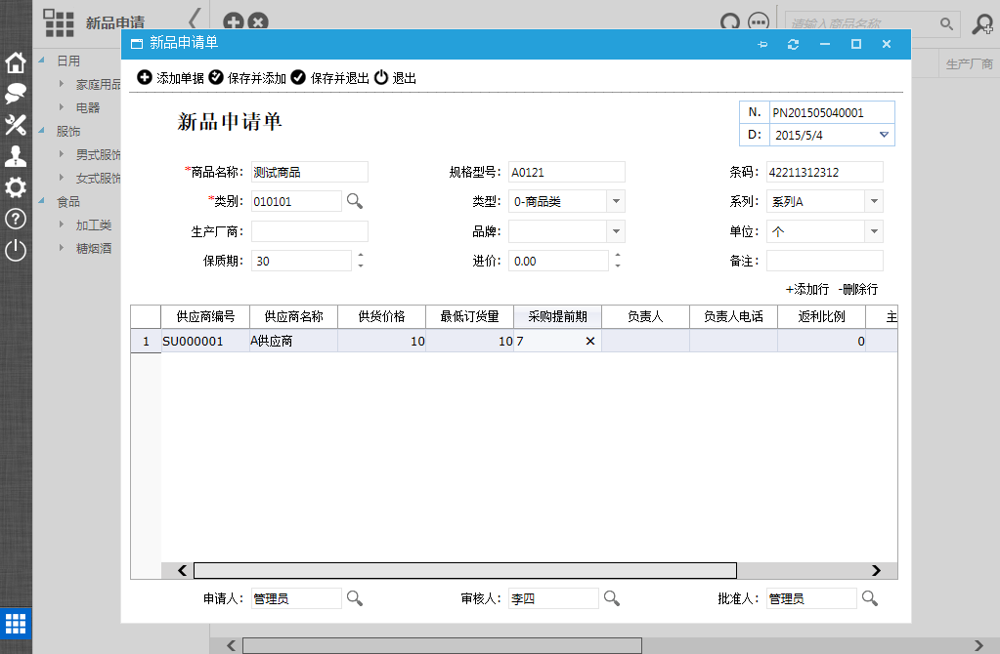 新品申请
请输入商品名称
生产厂商
日用
家庭用品
电器
服饰
男式服饰
女式服饰
食品
加工类
糖烟酒
新品申请单
添加单据 保存并添加 保存并退出 退出
新品申请单
N. PN201505040001
D: 2015/5/4
*商品名称: 测试商品 规格型号: A0121 条码: 42211312312
*类别: 010101 类型: 0-商品类 系列: 系列A
生产厂商: 品牌: 单位: 个
保质期: 30 进价: 0.00 备注:
+添加行 -删除行
供应商编号 供应商名称 供货价格 最低订货量 采购提前期 负责人 负责人电话 返利比例 主
1 SU000001 A供应商 10 10 7 0
申请人: 管理员 审核人: 李四 批准人: 管理员